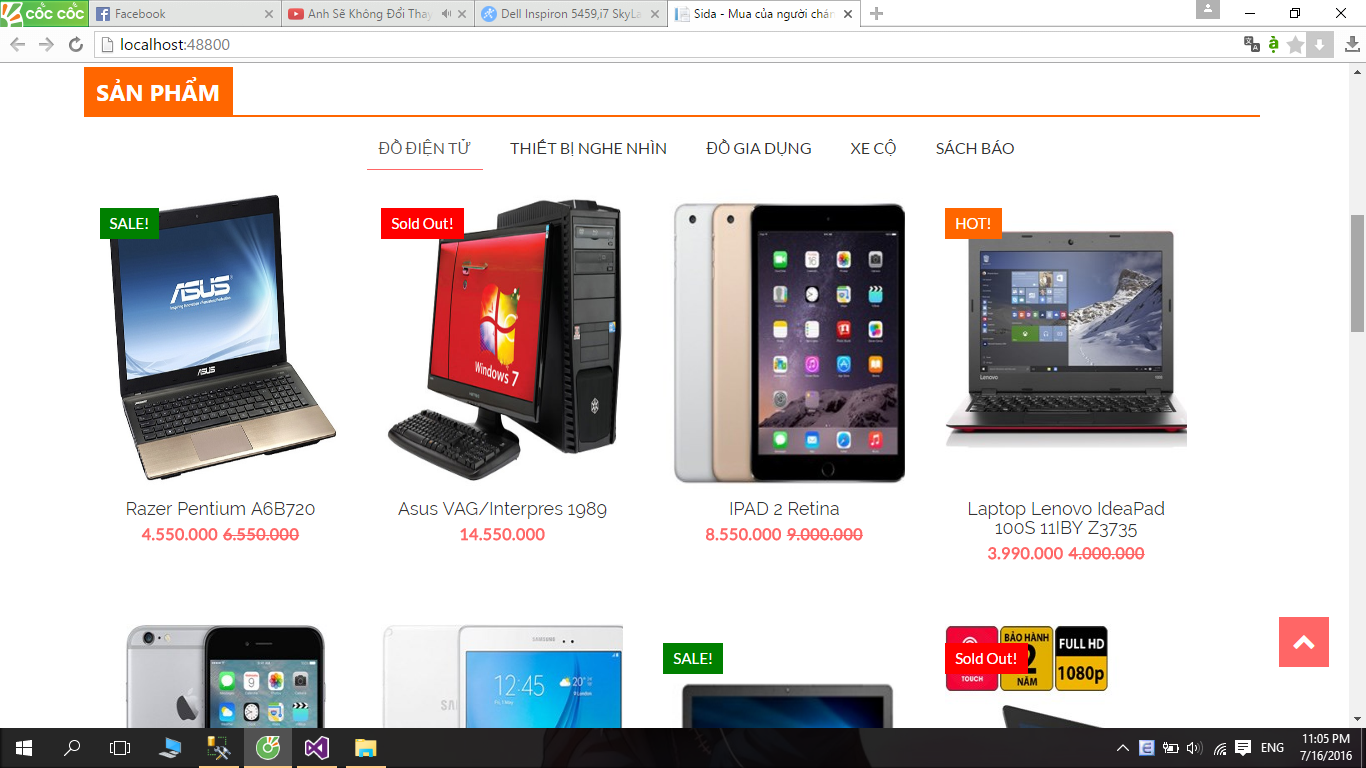 cốc cốc
Facebook
Anh Sẽ Không Đổi Thay
Dell Inspiron 5459,i7 SkyLa
Sida - Mua của người chán
localhost:48800
SẢN PHẨM
ĐỒ ĐIỆN TỬ THIẾT BỊ NGHE NHÌN ĐỒ GIA DỤNG XE CỘ SÁCH BÁO
SALE!
Sold Out!
HOT!
ASUS
ASUS
Windows 7
Lenovo
Razer Pentium A6B720
4.550.000 6.550.000
Asus VAG/Interpres 1989
14.550.000
IPAD 2 Retina
8.550.000 9.000.000
Laptop Lenovo IdeaPad
100S 11IBY Z3735
3.990.000 4.000.000
SAMSUNG
12:45
20°
SALE!
Sold Out!
TOUCH
BẢO HÀNH
2
NĂM
FULL HD
1080p
ENG
11:05 PM
7/16/2016